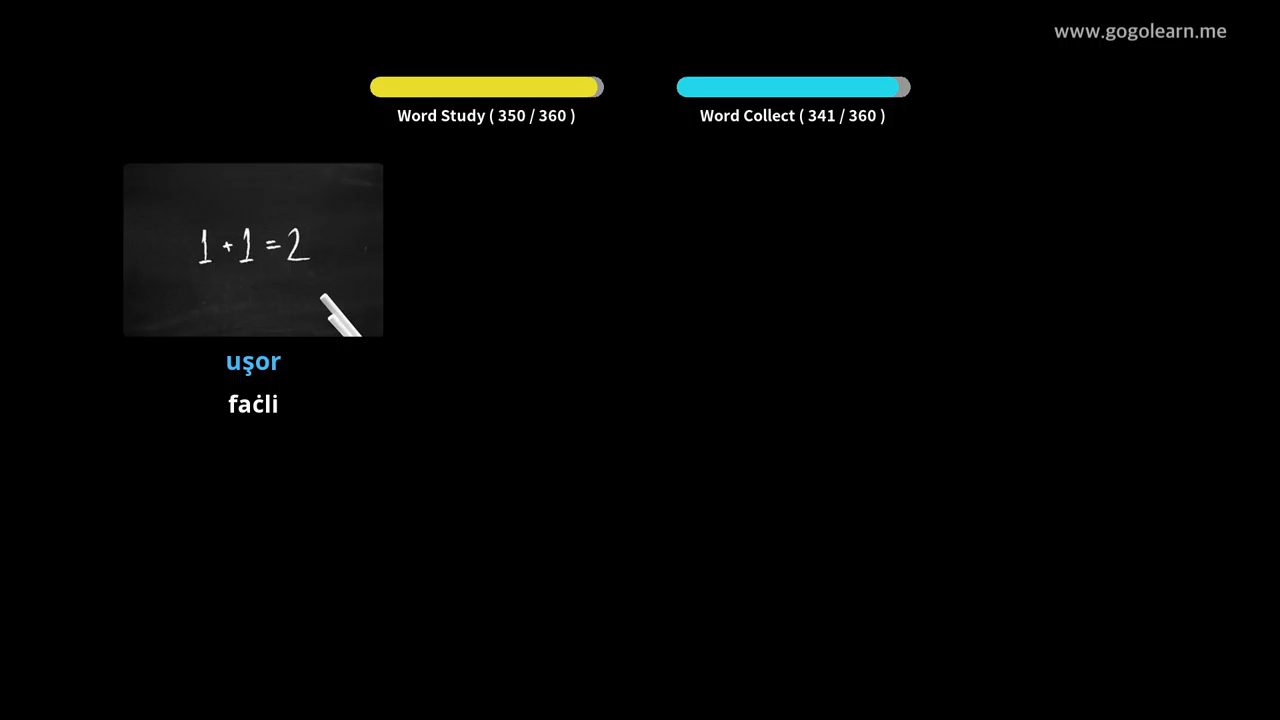 www.gogolearn.me
Word Study ( 350 / 360 )
Word Collect ( 341 / 360 )
1 + 1 = 2
uşor
faċli